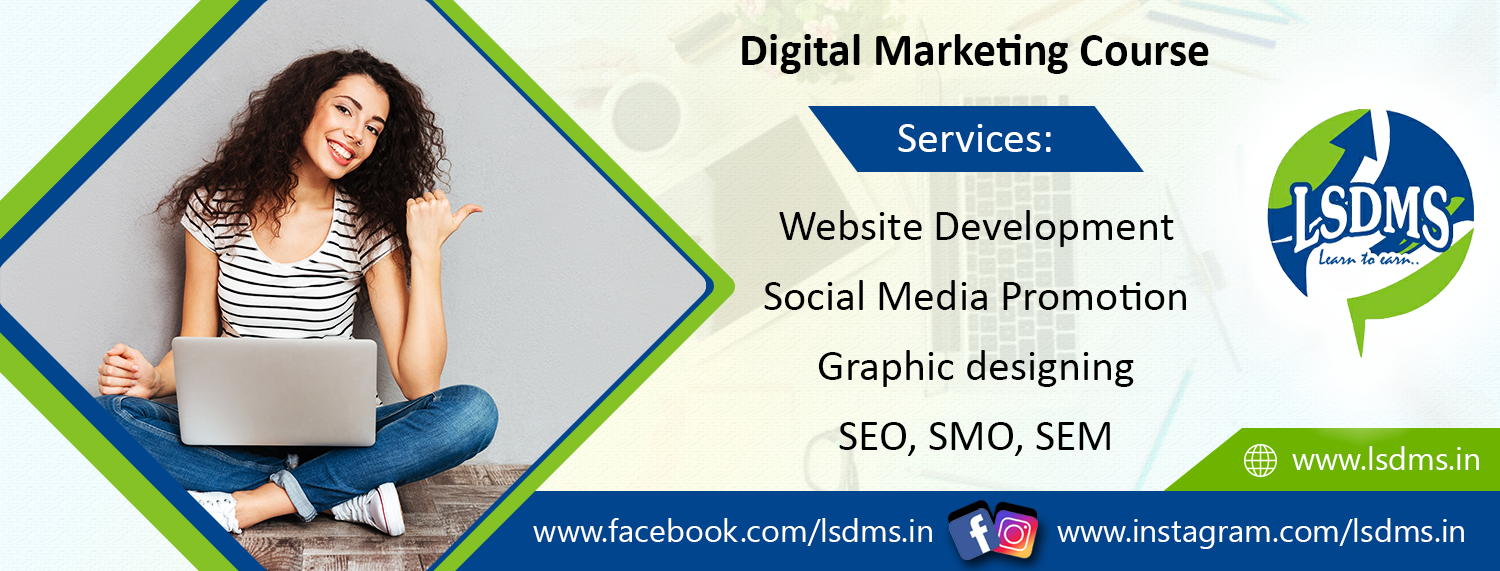 Digital Marketing Course
Services:
Website Development
Social Media Promotion
Graphic designing
SEO, SMO, SEM
LSDMS
Learn to earn..
www.lsdms.in
www.facebook.com/lsdms.in
www.instagram.com/lsdms.in